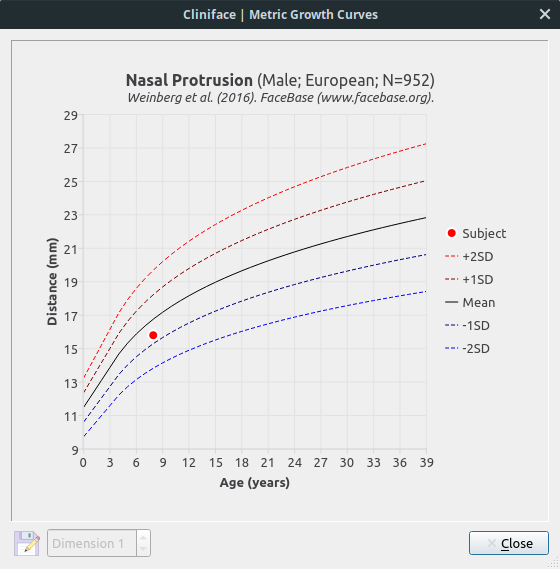 Cliniface | Metric Growth Curves
Nasal Protrusion (Male; European; N=952)
Weinberg et al. (2016). FaceBase (www.facebase.org).
Distance (mm)
29
27
25
23
21
19
17
15
13
11
9
0 3 6 9 12 15 18 21 24 27 30 33 36 39
Age (years)
Subject
+2SD
+1SD
Mean
-1SD
-2SD
Dimension 1
Close